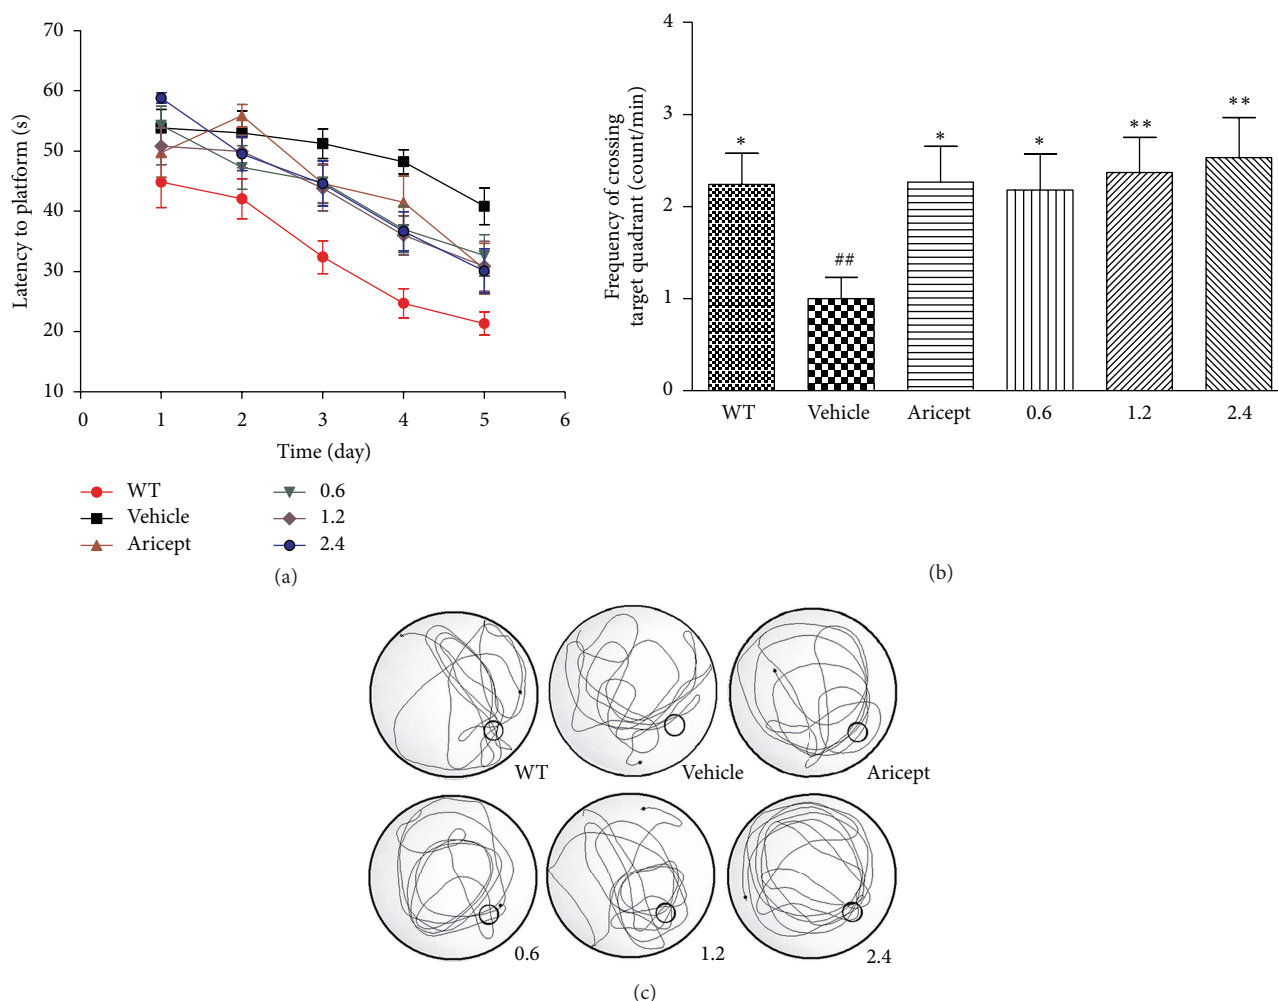 70
60
50
40
30
20
10
0
1
2
3
4
5
6
Latency to platform (s)
Time (day)
WT
Vehicle
Aricept
0.6
1.2
2.4
(a)
4
3
2
1
0
Frequency of crossing
target quadrant (count/min)
*
##
*
*
**
**
WT
Vehicle
Aricept
0.6
1.2
2.4
(b)
WT
Vehicle
Aricept
0.6
1.2
2.4
(c)